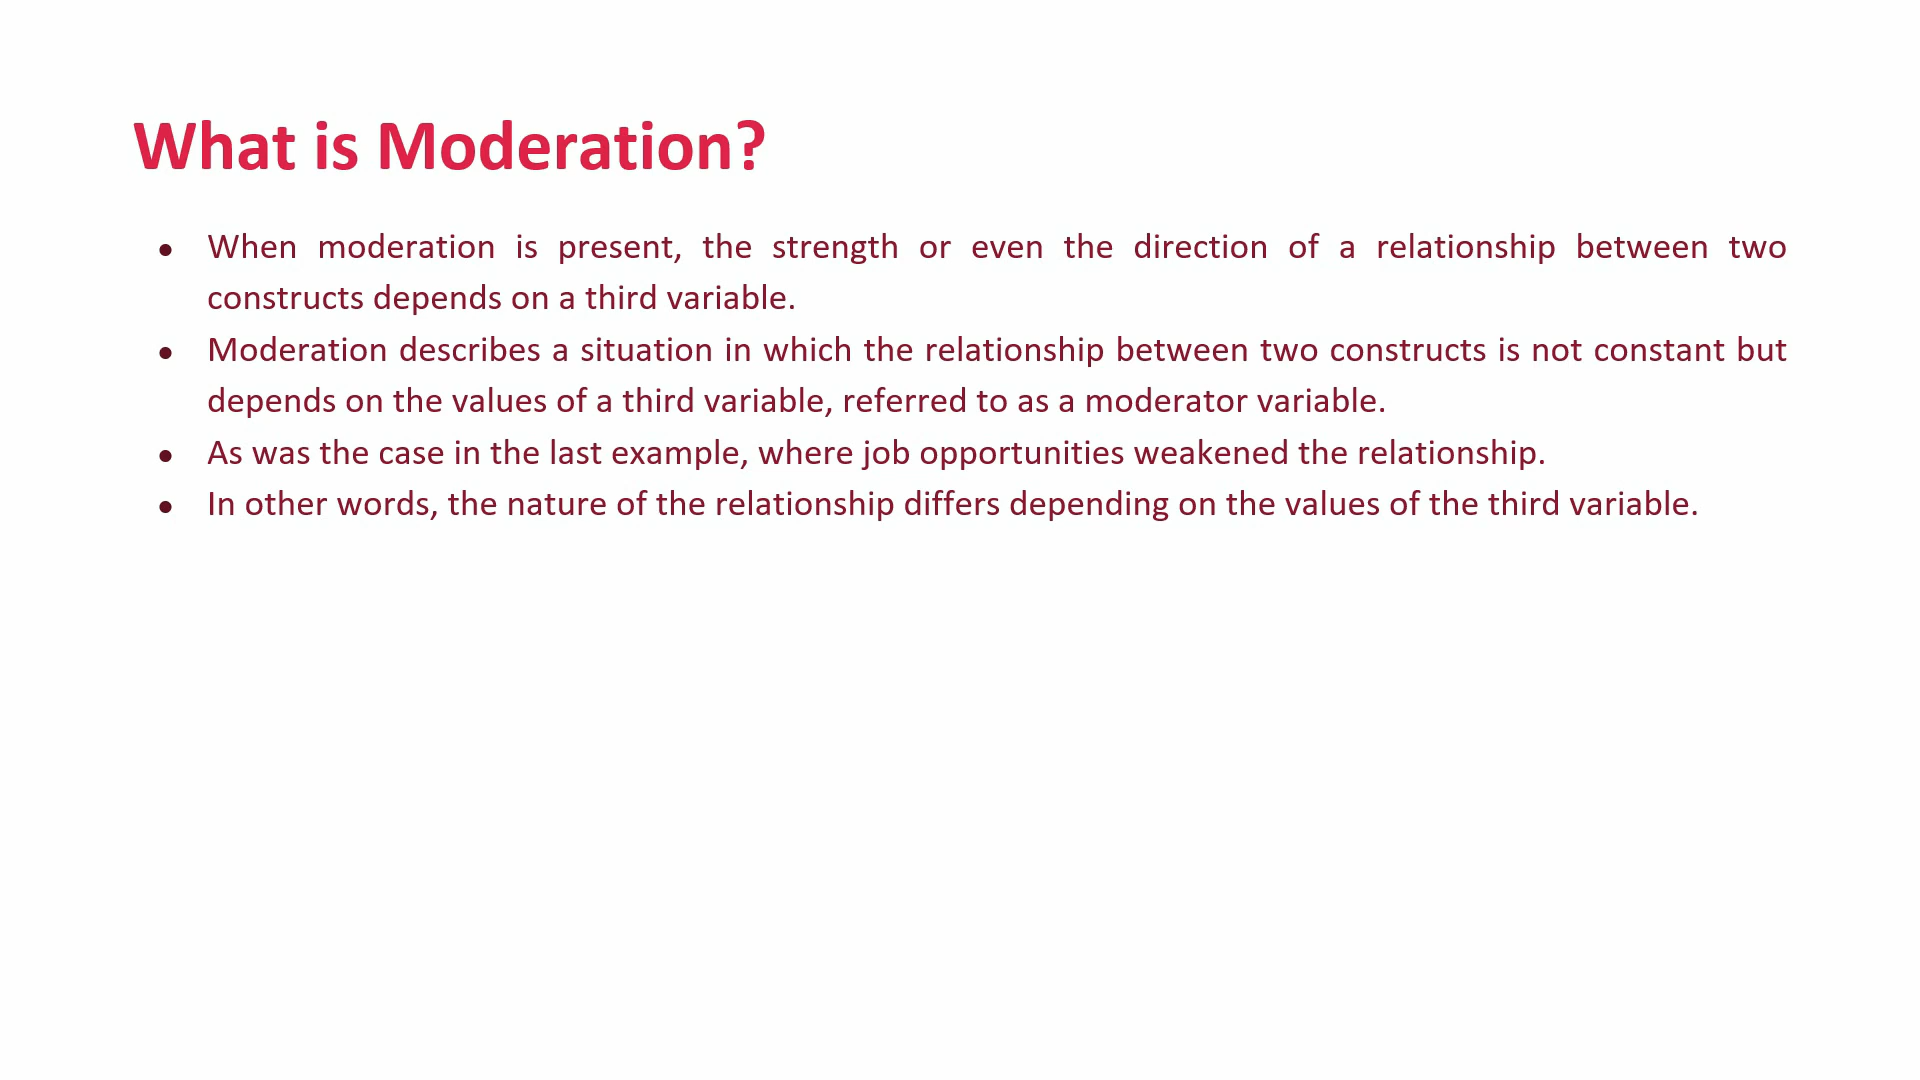 What is Moderation?
● When moderation is present, the strength or even the direction of a relationship between two
constructs depends on a third variable.
● Moderation describes a situation in which the relationship between two constructs is not constant but
depends on the values of a third variable, referred to as a moderator variable.
● As was the case in the last example, where job opportunities weakened the relationship.
● In other words, the nature of the relationship differs depending on the values of the third variable.